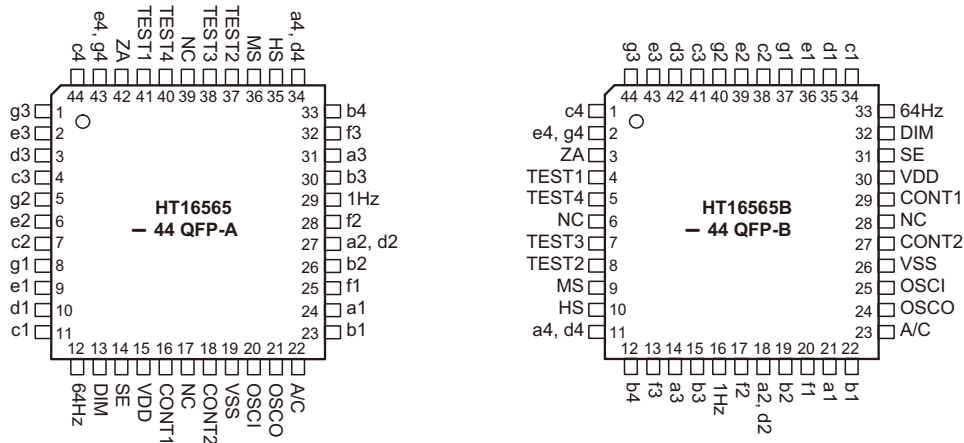 c4
e4, g4
ZA
TEST1
TEST4
NC
TEST3
TEST2
MS
HS
a4, d4
44 43 42 41 40 39 38 37 36 35 34
g3 1
e3 2
d3 3
c3 4
g2 5
e2 6
c2 7
g1 8
e1 9
d1 10
c1 11
HT16565
– 44 QFP-A
33 b4
32 f3
31 a3
30 b3
29 1Hz
28 f2
27 a2, d2
26 b2
25 f1
24 a1
23 b1
12 13 14 15 16 17 18 19 20 21 22
64Hz
DIM
SE
VDD
CONT1
NC
CONT2
VSS
OSCI
OSCO
A/C
g3
e3
d3
c3
g2
e2
c2
g1
e1
d1
c1
44 43 42 41 40 39 38 37 36 35 34
c4 1
e4, g4 2
ZA 3
TEST1 4
TEST4 5
NC 6
TEST3 7
TEST2 8
MS 9
HS 10
a4, d4 11
HT16565B
– 44 QFP-B
33 64Hz
32 DIM
31 SE
30 VDD
29 CONT1
28 NC
27 CONT2
26 VSS
25 OSCI
24 OSCO
23 A/C
12 13 14 15 16 17 18 19 20 21 22
b4
f3
a3
b3
1Hz
f2
a2, d2
b2
f1
a1
b1